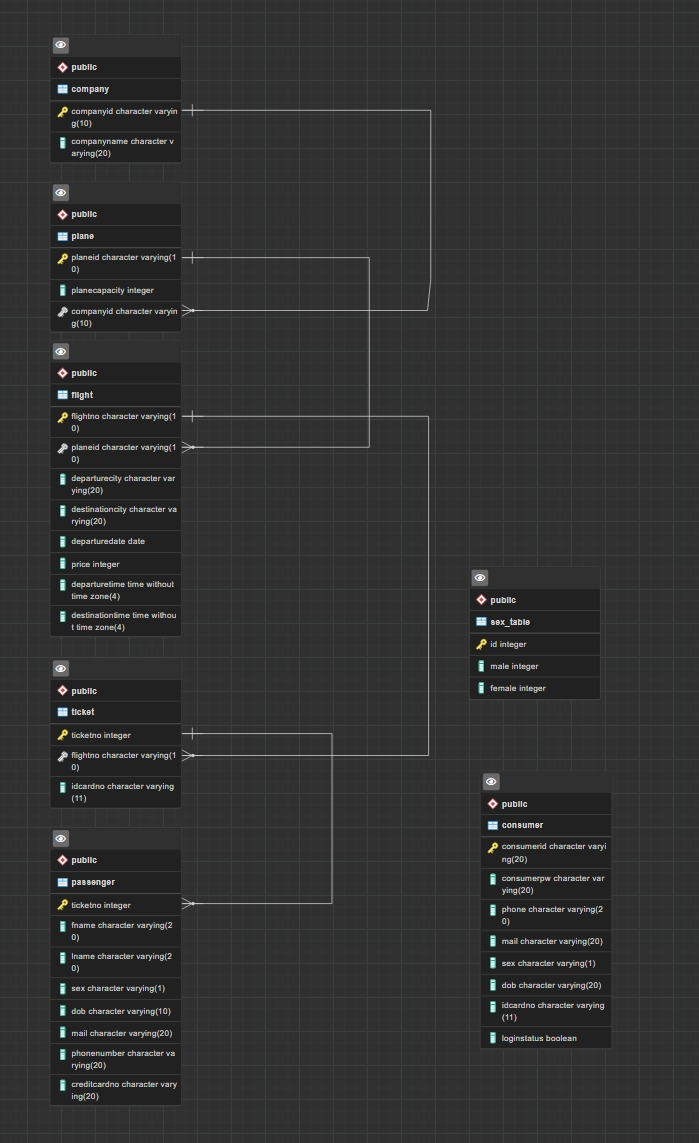 public
company
companyid character varyin
g(10)
companyname character v
arying(20)
public
plane
planeid character varying(1
0)
planecapacity integer
companyid character varyin
g(10)
public
flight
flightno character varying(1
0)
planeid character varying(1
0)
departurecity character var
ying(20)
destinationcity character va
rying(20)
departuredate date
price integer
departuretime time without
time zone(4)
destinationtime time withou
t time zone(4)
public
sex_table
id integer
male integer
female integer
public
ticket
ticketno integer
flightno character varying(1
0)
idcardno character varying
(11)
public
consumer
consumerid character varyi
ng(20)
consumerpw character var
ying(20)
phone character varying(2
0)
mail character varying(20)
sex character varying(1)
dob character varying(20)
idcardno character varying
(11)
loginstatus boolean
public
passenger
ticketno integer
fname character varying(2
0)
lname character varying(2
0)
sex character varying(1)
dob character varying(10)
mail character varying(20)
phonenumber character va
rying(20)
creditcardno character vary
ing(20)